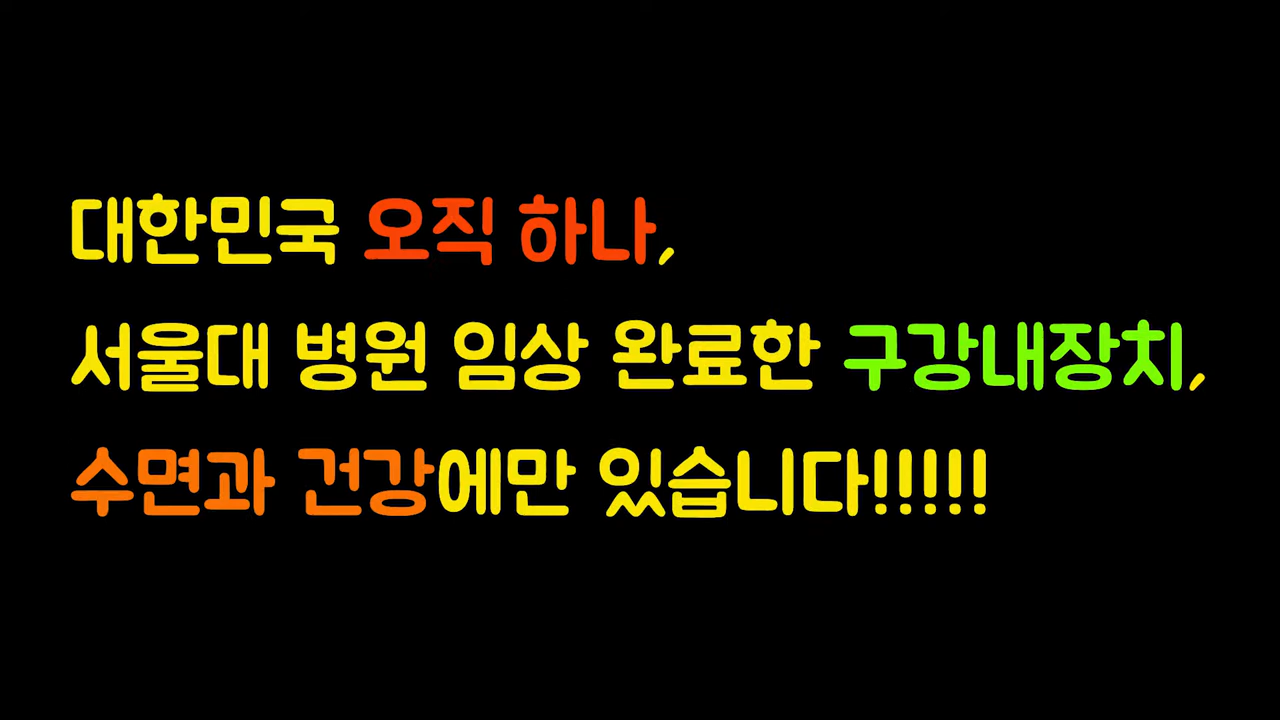 대한민국 오직 하나,
서울대 병원 임상 완료한 구강내장치,
수면과 건강에만 있습니다!!!!!